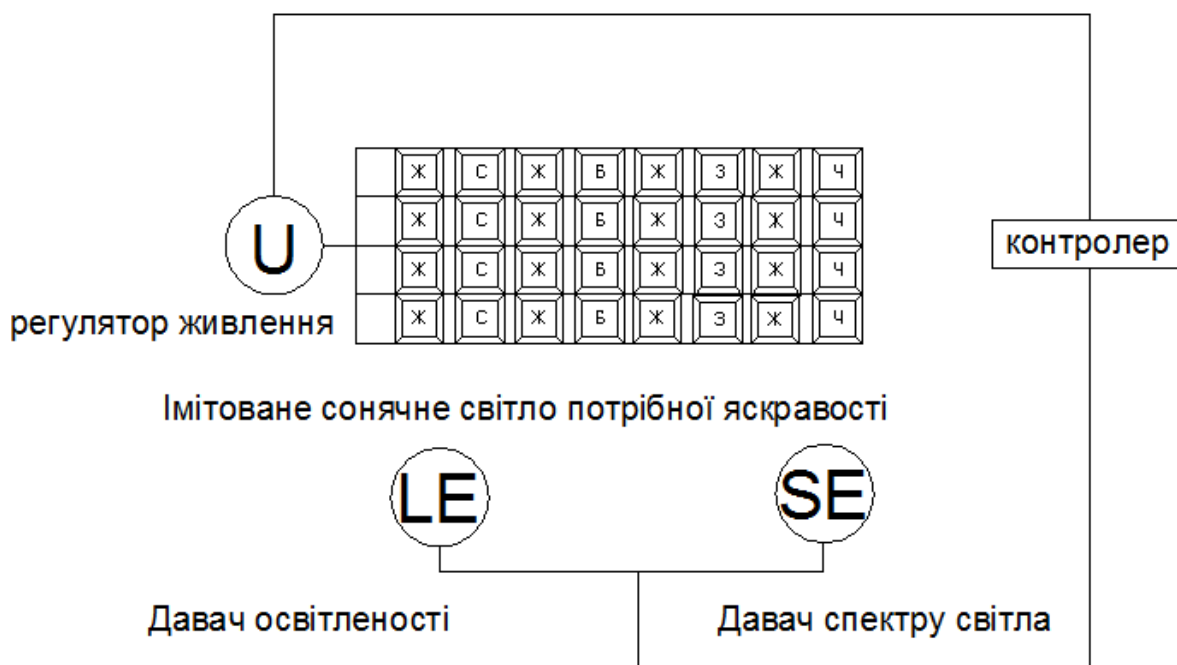 Ж С Ж Б Ж З Ж Ч
Ж С Ж Б Ж З Ж Ч
U
контролер
Ж С Ж Б Ж З Ж Ч
Ж С Ж Б Ж З Ж Ч
регулятор живлення
Імітоване сонячне світло потрібної яскравості
LE SE
Давач освітленості Давач спектру світла